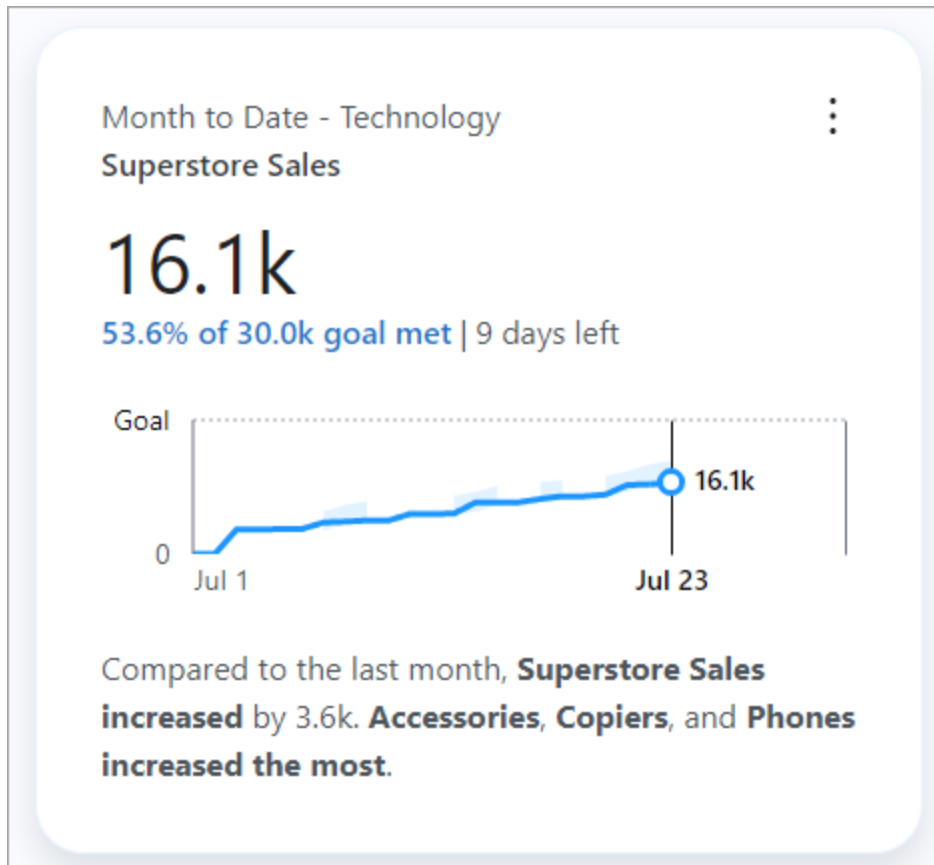 Month to Date - Technology
Superstore Sales
16.1k
53.6% of 30.0k goal met | 9 days left
Goal
16.1k
0
Jul 1
Jul 23
Compared to the last month, Superstore Sales
increased by 3.6k. Accessories, Copiers, and Phones
increased the most.